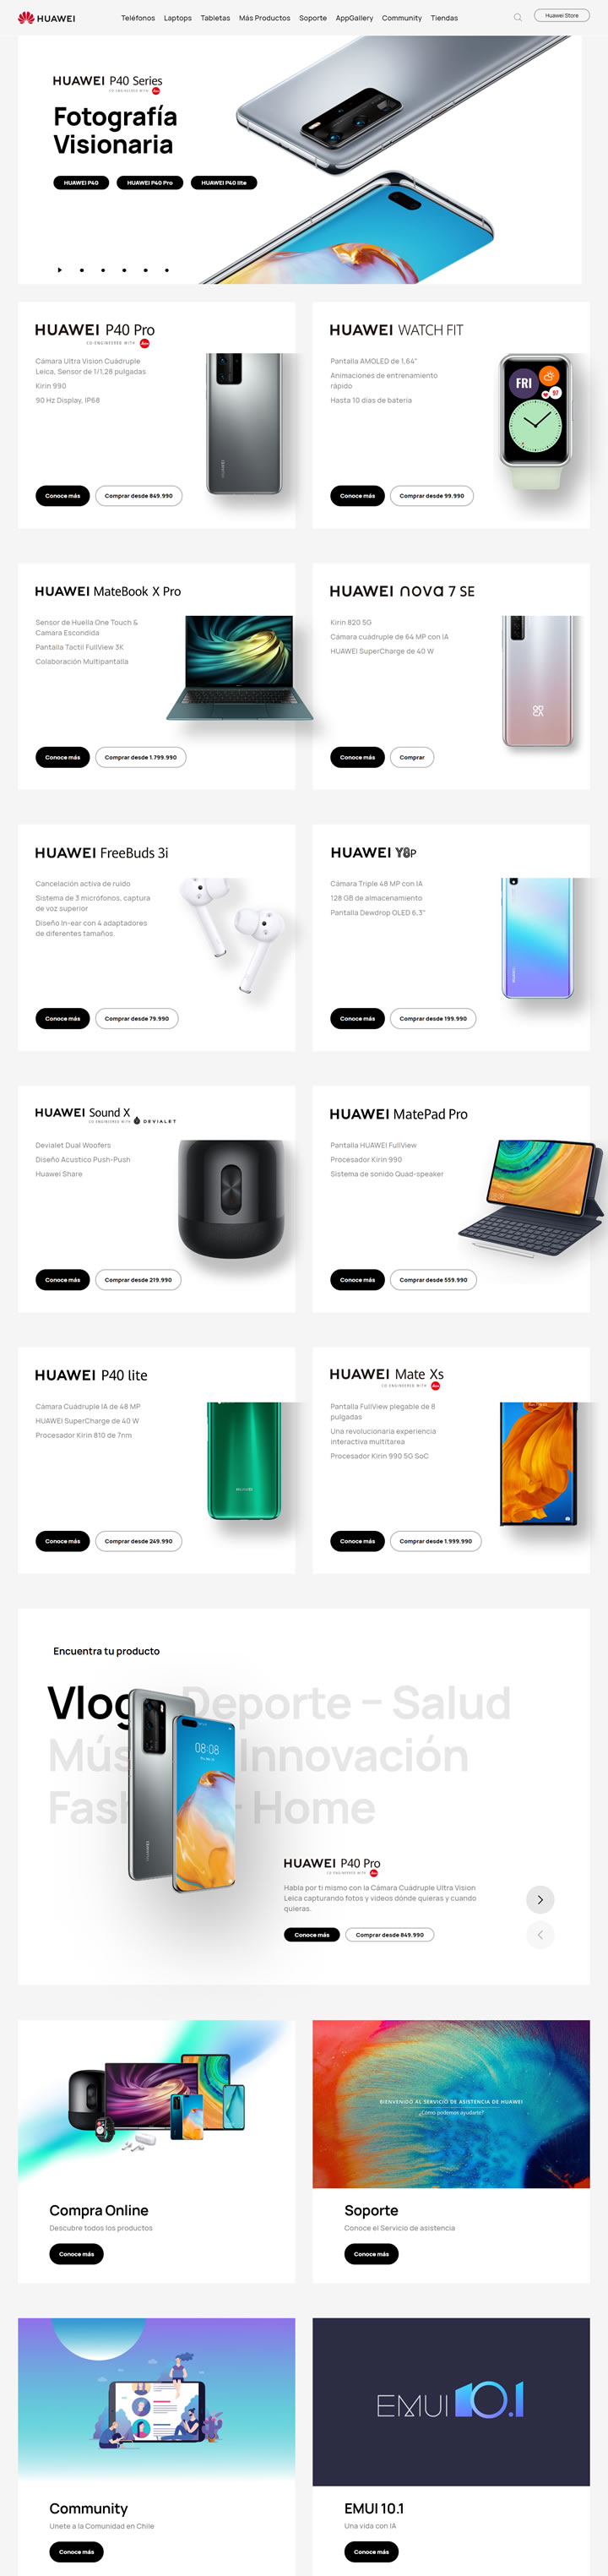 HUAWEI
Teléfonos Laptops Tabletas Más Productos Soporte AppGallery Community Tiendas
Huawei Store
HUAWEI P40 Series
CO-ENGINEERED WITH
Fotografía
Visionaria
HUAWEI P40
HUAWEI P40 Pro
HUAWEI P40 lite
HUAWEI P40 Pro
CO-ENGINEERED WITH
Cámara Ultra Vision Cuádruple
Leica, Sensor de 1/1,28 pulgadas
Kirin 990
90 Hz Display, IP68
Conoce más
Comprar desde 849.990
HUAWEI WATCH FIT
Pantalla AMOLED de 1,64"
Animaciones de entrenamiento
rápido
Hasta 10 días de batería
FRI
Conoce más
Comprar desde 99.990
HUAWEI MateBook X Pro
Sensor de Huella One Touch &
Camara Escondida
Pantalla Tactil FullView 3K
Colaboración Multipantalla
Conoce más
Comprar desde 1.799.990
HUAWEI nova 7 SE
Kirin 820 5G
Cámara cuádruple de 64 MP con IA
HUAWEI SuperCharge de 40 W
Conoce más
Comprar
HUAWEI FreeBuds 3i
Cancelación activa de ruido
Sistema de 3 micrófonos, captura
de voz superior
Diseño In-ear con 4 adaptadores
de diferentes tamaños.
Conoce más
Comprar desde 79.990
HUAWEI Y8P
Cámara Triple 48 MP con IA
128 GB de almacenamiento
Pantalla Dewdrop OLED 6,3"
Conoce más
Comprar desde 199.990
HUAWEI Sound X
CO-ENGINEERED WITH DEVIALET
Devialet Dual Woofers
Diseño Acustico Push-Push
Huawei Share
Conoce más
Comprar desde 219.990
HUAWEI MatePad Pro
Pantalla HUAWEI FullView
Procesador Kirin 990
Sistema de sonido Quad-speaker
Conoce más
Comprar desde 559.990
HUAWEI P40 lite
Cámara Cuádruple IA de 48 MP
HUAWEI SuperCharge de 40 W
Procesador Kirin 810 de 7nm
HUAWEI
Conoce más
Comprar desde 249.990
HUAWEI Mate Xs
CO-ENGINEERED WITH
Pantalla FullView plegable de 8
pulgadas
Una revolucionaria experiencia
interactiva multitarea
Procesador Kirin 990 5G SoC
Conoce más
Comprar desde 1.999.990
Encuentra tu producto
Vlog Deporte – Salud
Mús Innovación
Fash Home
08:08
HUAWEI
HUAWEI P40 Pro
CO-ENGINEERED WITH
Habla por ti mismo con la Cámara Cuádruple Ultra Vision
Leica capturando fotos y videos dónde quieras y cuando
quieras.
Conoce más
Comprar desde 849.990
Compra Online
Descubre todos los productos
Conoce más
BIENVENIDO AL SERVICIO DE ASISTENCIA DE HUAWEI
¿Cómo podemos ayudarte?
Soporte
Conoce el Servicio de asistencia
Conoce más
Community
Unete a la Comunidad en Chile
Conoce más
EMUI 10.1
EMUI 10.1
Una vida con IA
Conoce más